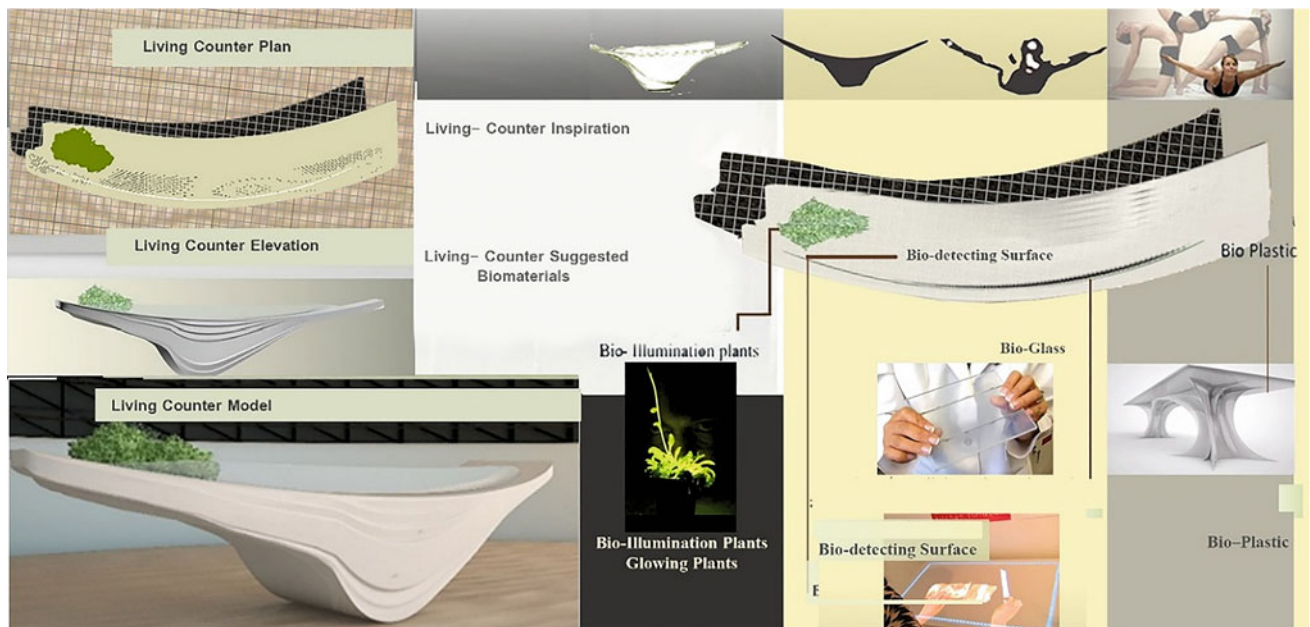 Living Counter Plan
Living– Counter Inspiration
Living Counter Elevation
Living– Counter Suggested
Biomaterials
Bio-detecting Surface
Bio Plastic
Bio- Illumination plants
Bio-Glass
Living Counter Model
Bio-Illumination Plants
Glowing Plants
Bio-detecting Surface
Bio–Plastic